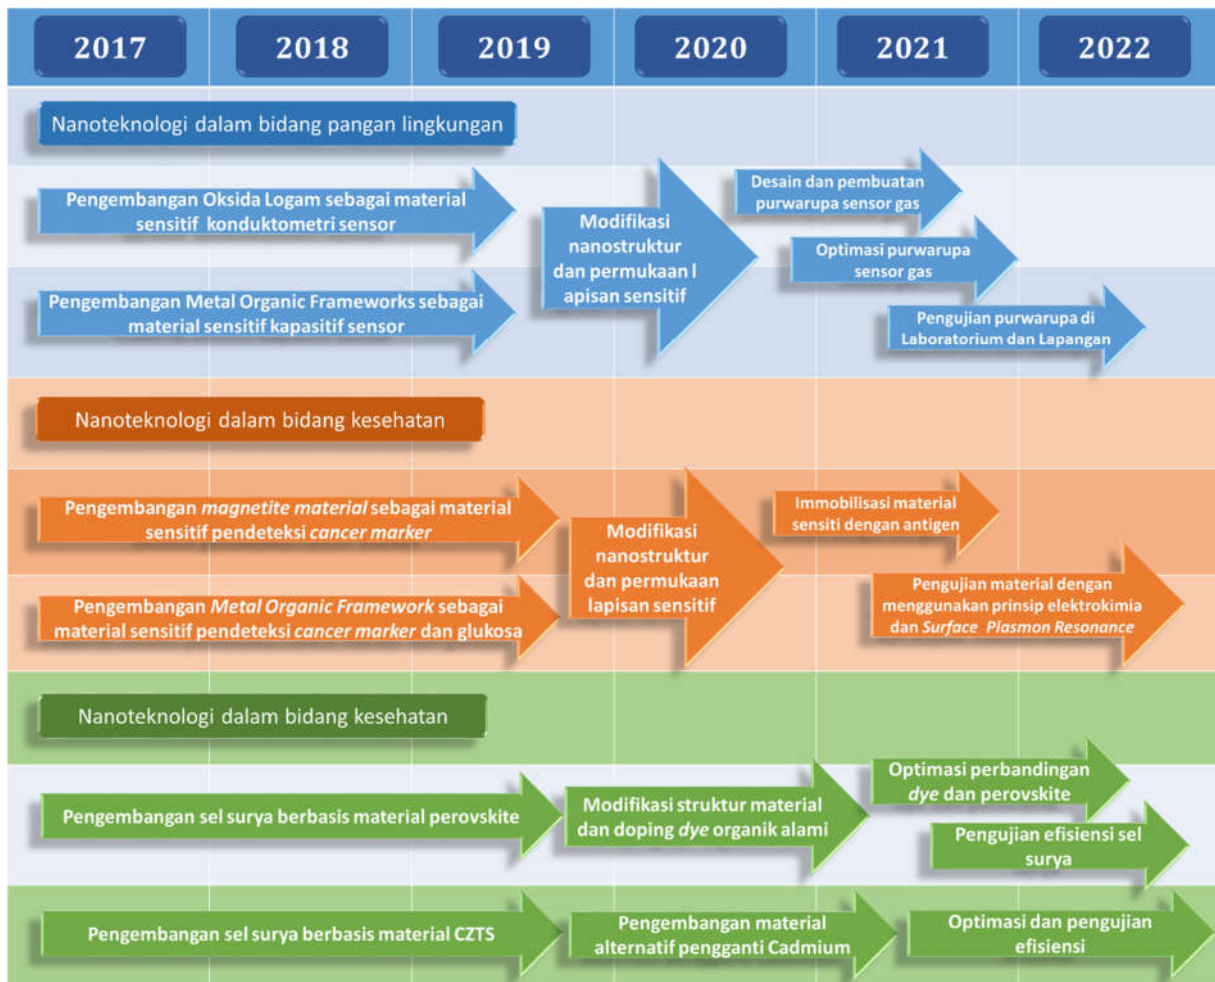 2017 2018 2019 2020 2021 2022
Nanoteknologi dalam bidang pangan lingkungan
Pengembangan Oksida Logam sebagai material
sensitif konduktometri sensor
Pengembangan Metal Organic Frameworks sebagai
material sensitif kapasitif sensor
Modifikasi
nanostruktur
dan permukaan l
apisan sensitif
Desain dan pembuatan
purwarupa sensor gas
Optimasi purwarupa
sensor gas
Pengujian purwarupa di
Laboratorium dan Lapangan
Nanoteknologi dalam bidang kesehatan
Pengembangan magnetite material sebagai material
sensitif pendeteksi cancer marker
Pengembangan Metal Organic Framework sebagai
material sensitif pendeteksi cancer marker dan glukosa
Modifikasi
nanostruktur
dan permukaan
lapisan sensitif
Immobilisasi material
sensiti dengan antigen
Pengujian material dengan
menggunakan prinsip elektrokimia
dan Surface Plasmon Resonance
Nanoteknologi dalam bidang kesehatan
Pengembangan sel surya berbasis material perovskite
Modifikasi struktur material
dan doping dye organik alami
Optimasi perbandingan
dye dan perovskite
Pengujian efisiensi sel
surya
Pengembangan sel surya berbasis material CZTS
Pengembangan material
alternatif pengganti Cadmium
Optimasi dan pengujian
efisiensi